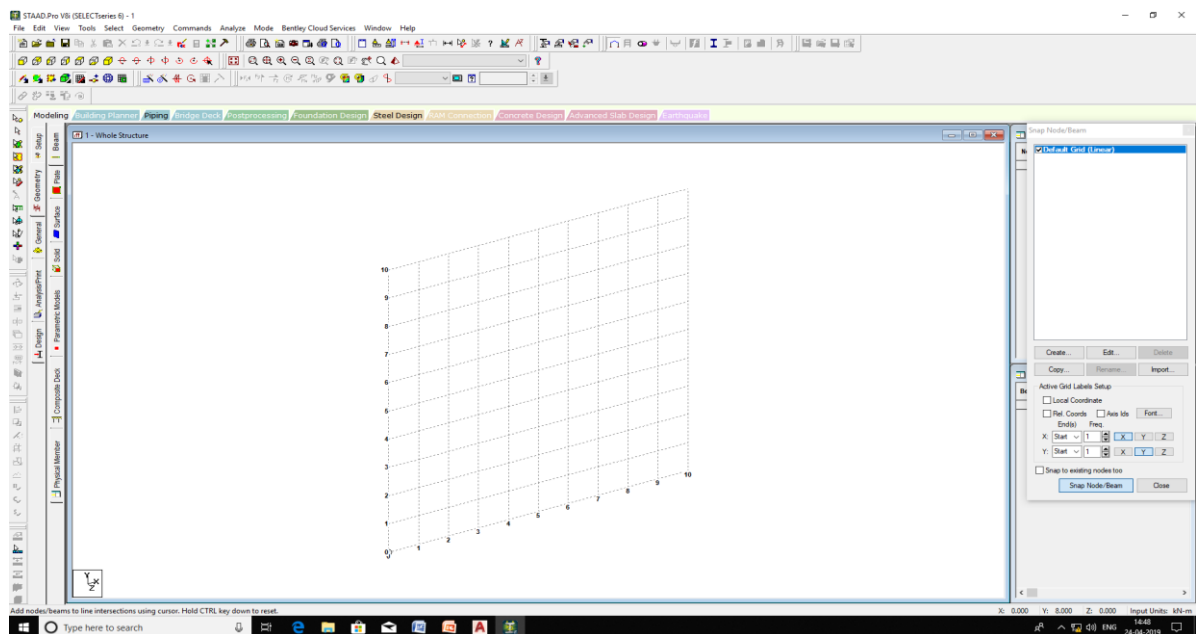 STAAD.Pro V8i (SELECTseries 6) - 1
File Edit View Tools Select Geometry Commands Analyze Mode Bentley Cloud Services Window Help
Modeling Building Planner Piping Bridge Deck Postprocessing Foundation Design Steel Design RAM Connection Concrete Design Advanced Slab Design Earthquake
Setup
Geometry
General
Analysis/Print
Design
Beam
Plate
Surface
Solid
Parametric Models
Composite Deck
Physical Member
1 - Whole Structure
10
9
8
7
6
5
4
3
2
1
0
1
2
3
4
5
6
7
8
9
10
Y
X
Z
Snap Node/Beam
Default Grid (Linear)
Create... Edit... Delete
Copy... Rename... Import...
Active Grid Labels Setup
Local Coordinate
Rel. Coords Axis Ids Font...
End(s) Freq.
X: Start 1 X Y Z
Y: Start 1 X Y Z
Snap to existing nodes too
Snap Node/Beam Close
Add nodes/beams to line intersections using cursor. Hold CTRL key down to reset.
X: 0.000 Y: 8.000 Z: 0.000 Input Units: kN-m
Type here to search
ENG
14:48
24-04-2019